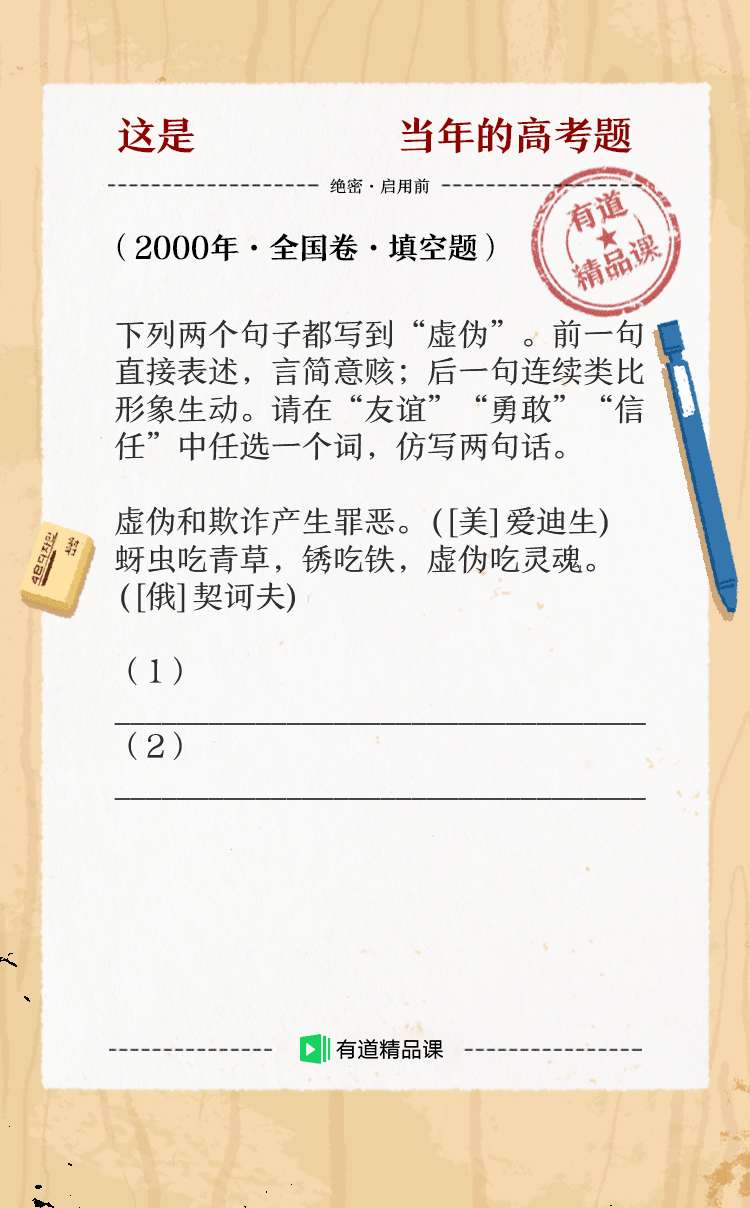 这是 当年的高考题
绝密·启用前
(2000年·全国卷·填空题)
有道
精品课
下列两个句子都写到“虚伪”。前一句
直接表述，言简意赅；后一句连续类比
形象生动。请在“友谊”“勇敢”“信
任”中任选一个词，仿写两句话。
虚伪和欺诈产生罪恶。([美]爱迪生)
蚜虫吃青草，锈吃铁，虚伪吃灵魂。
([俄]契诃夫)
（1）
（2）
有道精品课